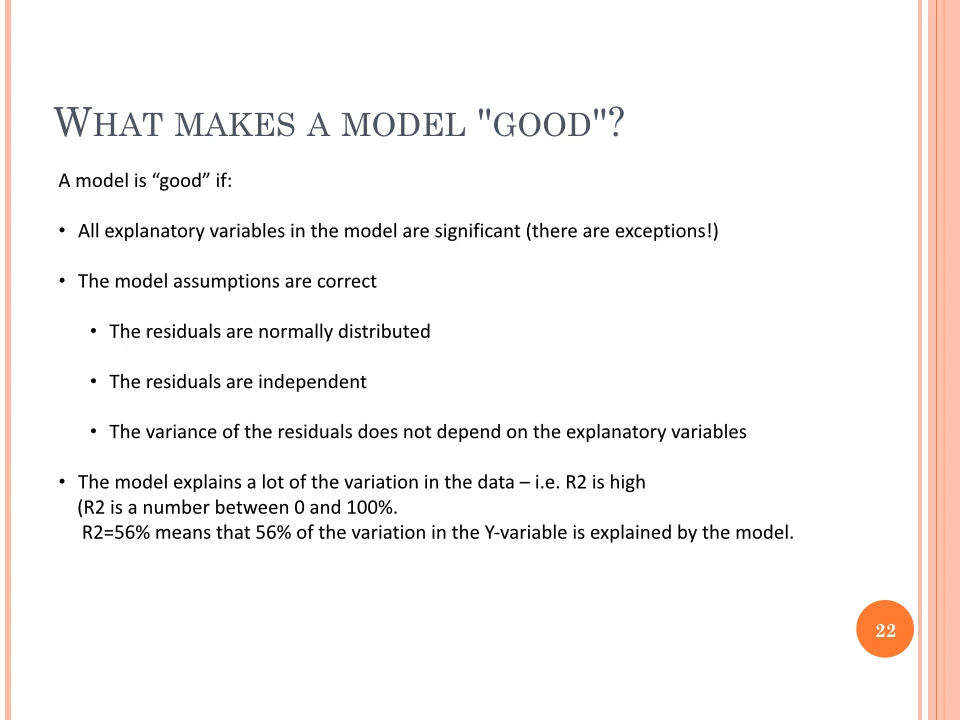 WHAT MAKES A MODEL "GOOD"?
A model is “good” if:
• All explanatory variables in the model are significant (there are exceptions!)
• The model assumptions are correct
• The residuals are normally distributed
• The residuals are independent
• The variance of the residuals does not depend on the explanatory variables
• The model explains a lot of the variation in the data – i.e. R2 is high
(R2 is a number between 0 and 100%.
R2=56% means that 56% of the variation in the Y-variable is explained by the model.
22